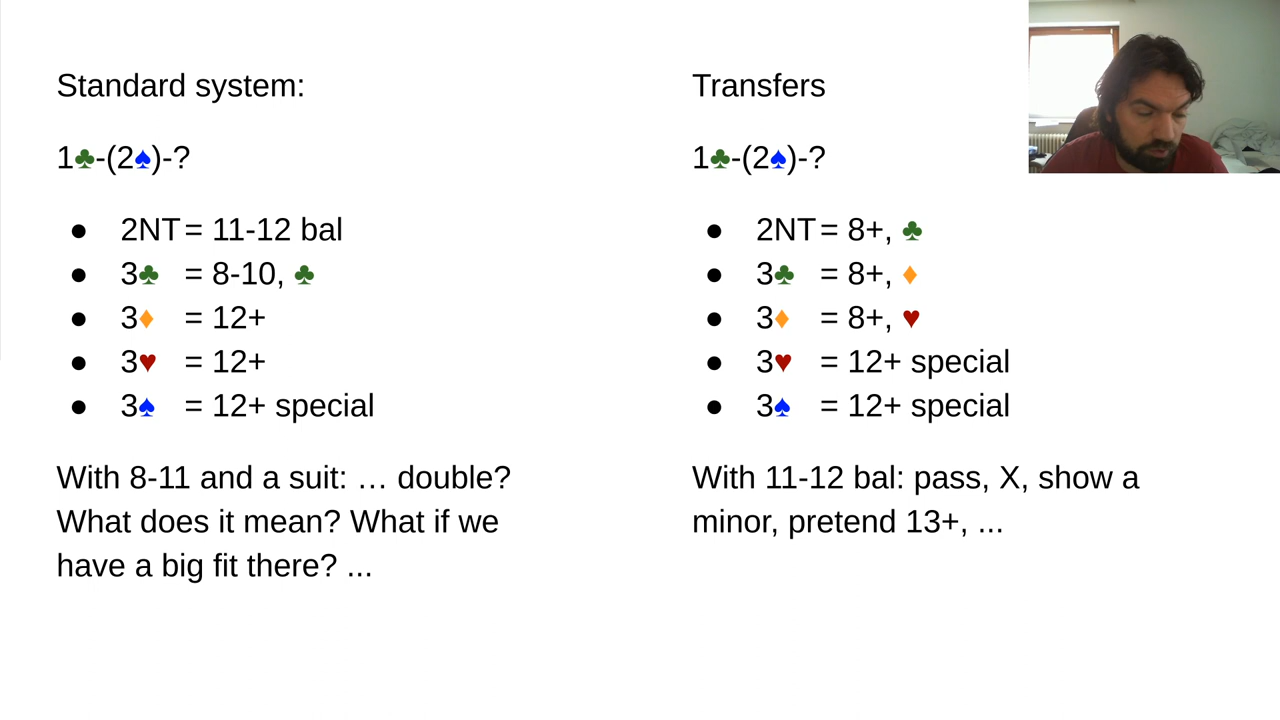 Standard system:
1♣-(2♠)-?
● 2NT = 11-12 bal
● 3♣ = 8-10, ♣
● 3♦ = 12+
● 3♥ = 12+
● 3♠ = 12+ special
With 8-11 and a suit: … double?
What does it mean? What if we
have a big fit there? ...
Transfers
1♣-(2♠)-?
● 2NT = 8+, ♣
● 3♣ = 8+, ♦
● 3♦ = 8+, ♥
● 3♥ = 12+ special
● 3♠ = 12+ special
With 11-12 bal: pass, X, show a
minor, pretend 13+, ...